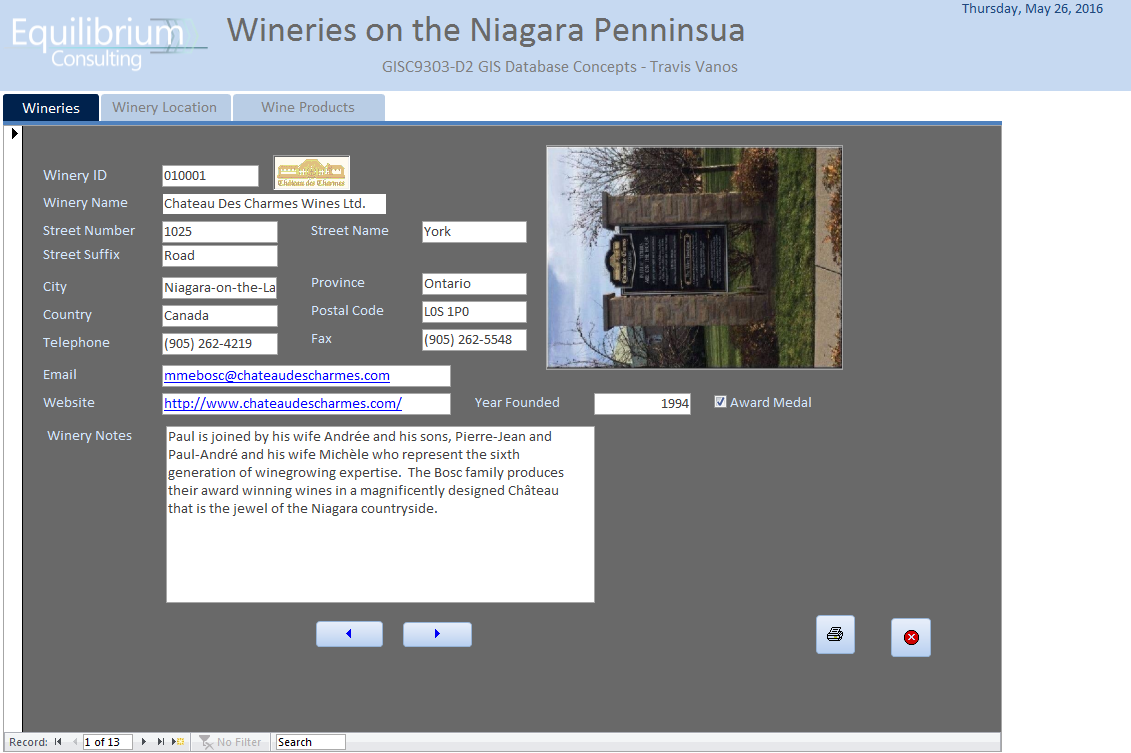 Thursday, May 26, 2016
Equilibrium
Consulting
Wineries on the Niagara Penninsua
GISC9303-D2 GIS Database Concepts - Travis Vanos
Wineries Winery Location Wine Products
Winery ID 010001
Château des Charmes
Winery Name Chateau Des Charmes Wines Ltd.
Street Number 1025 Street Name York
Street Suffix Road
City Niagara-on-the-La Province Ontario
Country Canada Postal Code L0S 1P0
Telephone (905) 262-4219 Fax (905) 262-5548
Email mmebosc@chateaudescharmes.com
Website http://www.chateaudescharmes.com/ Year Founded 1994 Award Medal
Winery Notes
Paul is joined by his wife Andrée and his sons, Pierre-Jean and
Paul-André and his wife Michèle who represent the sixth
generation of winegrowing expertise.  The Bosc family produces
their award winning wines in a magnificently designed Château
that is the jewel of the Niagara countryside.
Record: 1 of 13 No Filter Search